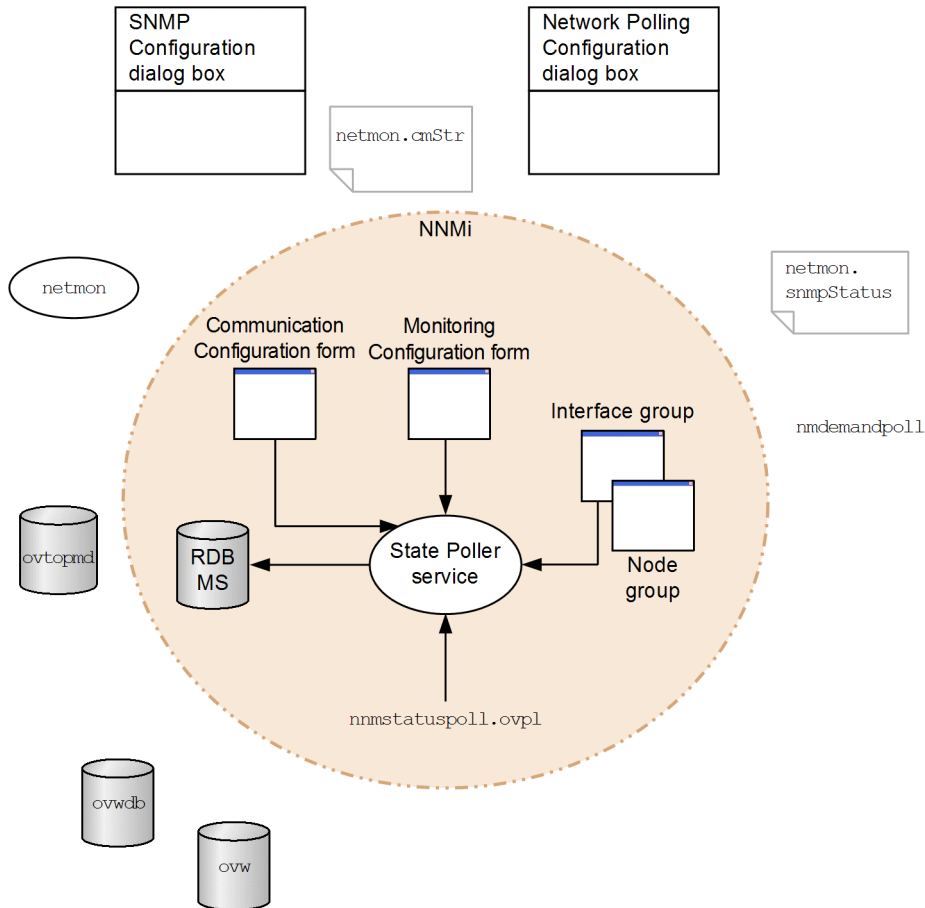 SNMP
Configuration
dialog box
Network Polling
Configuration
dialog box
netmon.cmStr
NNMi
netmon
netmon.
snmpStatus
Communication
Configuration form
Monitoring
Configuration form
Interface group
nmdemandpoll
ovtopmd
RDB
MS
State Poller
service
Node
group
nnmstatuspoll.ovpl
ovwdb
ovw